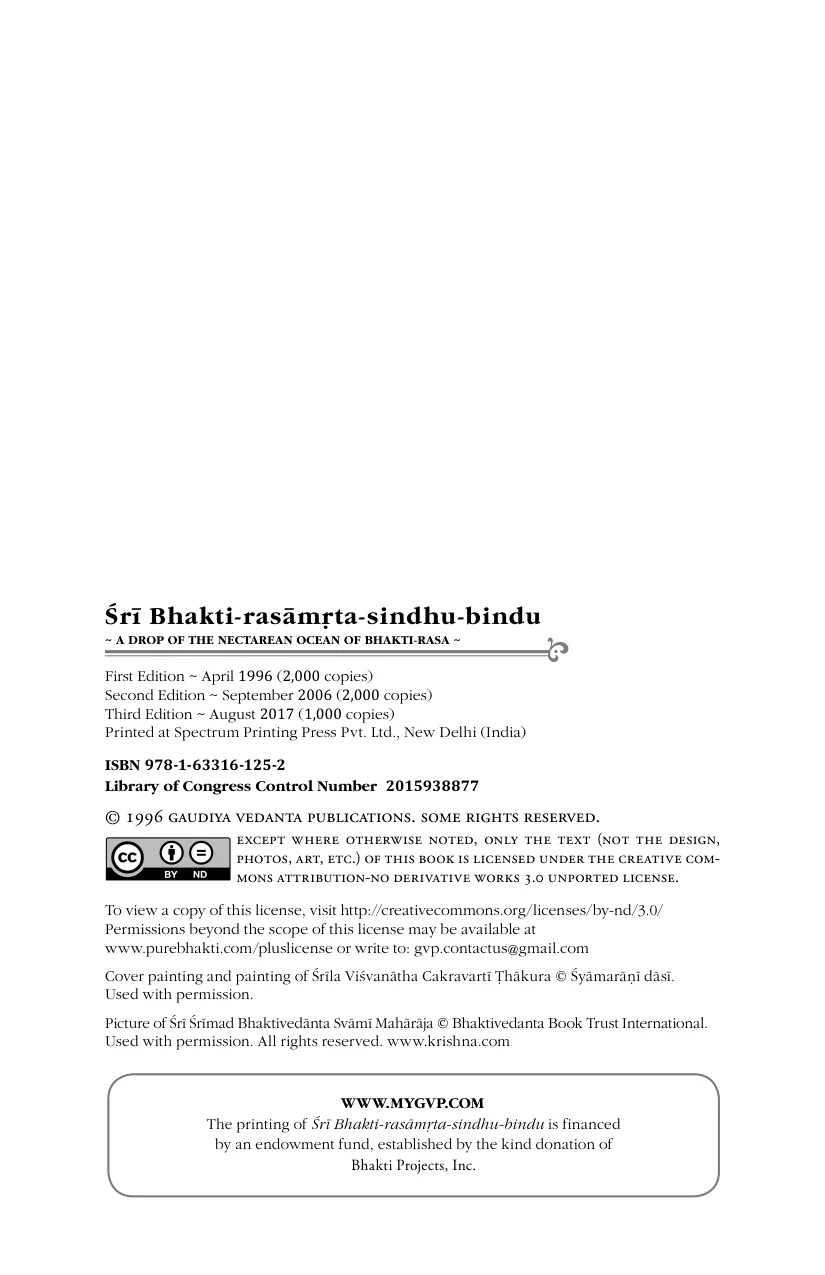 Śrī Bhakti-rasāmṛta-sindhu-bindu
~ A DROP OF THE NECTAREAN OCEAN OF BHAKTI-RASA ~
First Edition ~ April 1996 (2,000 copies)
Second Edition ~ September 2006 (2,000 copies)
Third Edition ~ August 2017 (1,000 copies)
Printed at Spectrum Printing Press Pvt. Ltd., New Delhi (India)
ISBN 978-1-63316-125-2
Library of Congress Control Number 2015938877
© 1996 GAUDIYA VEDANTA PUBLICATIONS. SOME RIGHTS RESERVED.
EXCEPT WHERE OTHERWISE NOTED, ONLY THE TEXT (NOT THE DESIGN,
PHOTOS, ART, ETC.) OF THIS BOOK IS LICENSED UNDER THE CREATIVE COM-
MONS ATTRIBUTION-NO DERIVATIVE WORKS 3.0 UNPORTED LICENSE.
cc
BY ND
To view a copy of this license, visit http://creativecommons.org/licenses/by-nd/3.0/
Permissions beyond the scope of this license may be available at
www.purebhakti.com/pluslicense or write to: gvp.contactus@gmail.com
Cover painting and painting of Śrīla Viśvanātha Cakravartī Ṭhākura © Śyāmarāṇī dāsī.
Used with permission.
Picture of Śrī Śrīmad Bhaktivedānta Svāmī Mahārāja © Bhaktivedanta Book Trust International.
Used with permission. All rights reserved. www.krishna.com
WWW.MYGVP.COM
The printing of Śrī Bhakti-rasāmṛta-sindhu-bindu is financed
by an endowment fund, established by the kind donation of
Bhakti Projects, Inc.